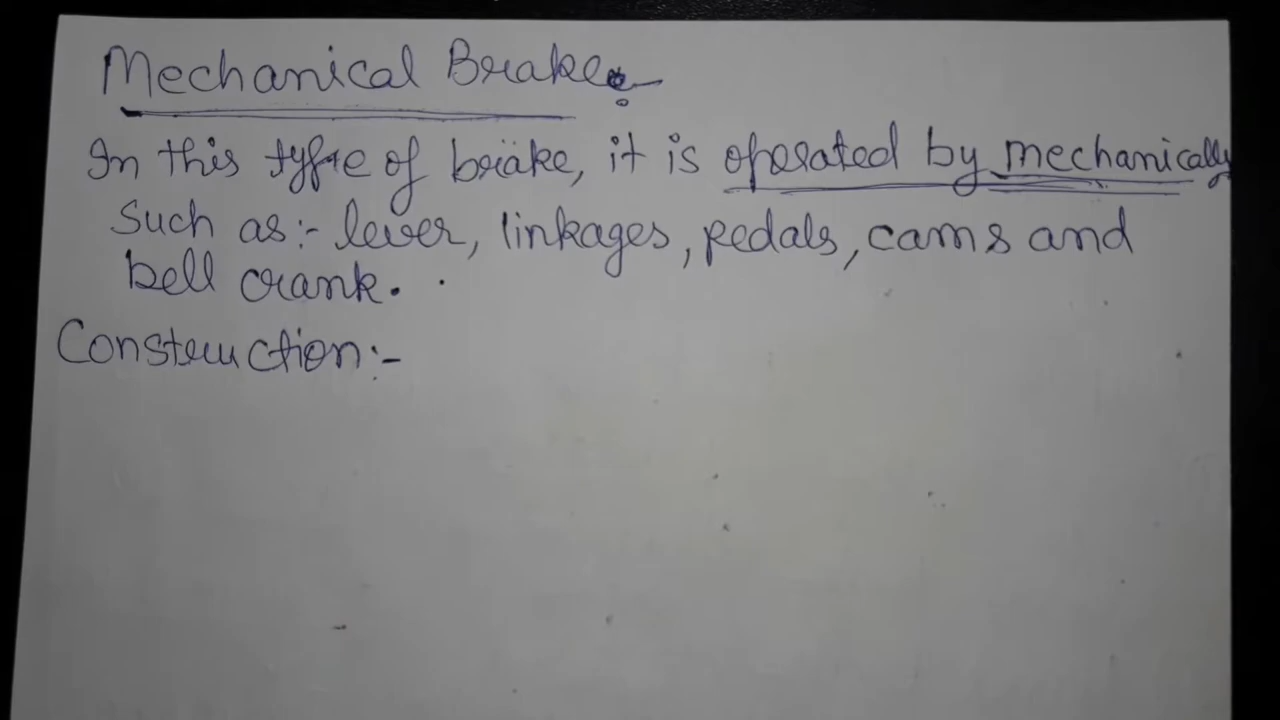 Mechanical Brake:-
In this type of brake, it is operated by mechanically
Such as:- lever, linkages, pedals, cams and
bell crank.
Construction:-